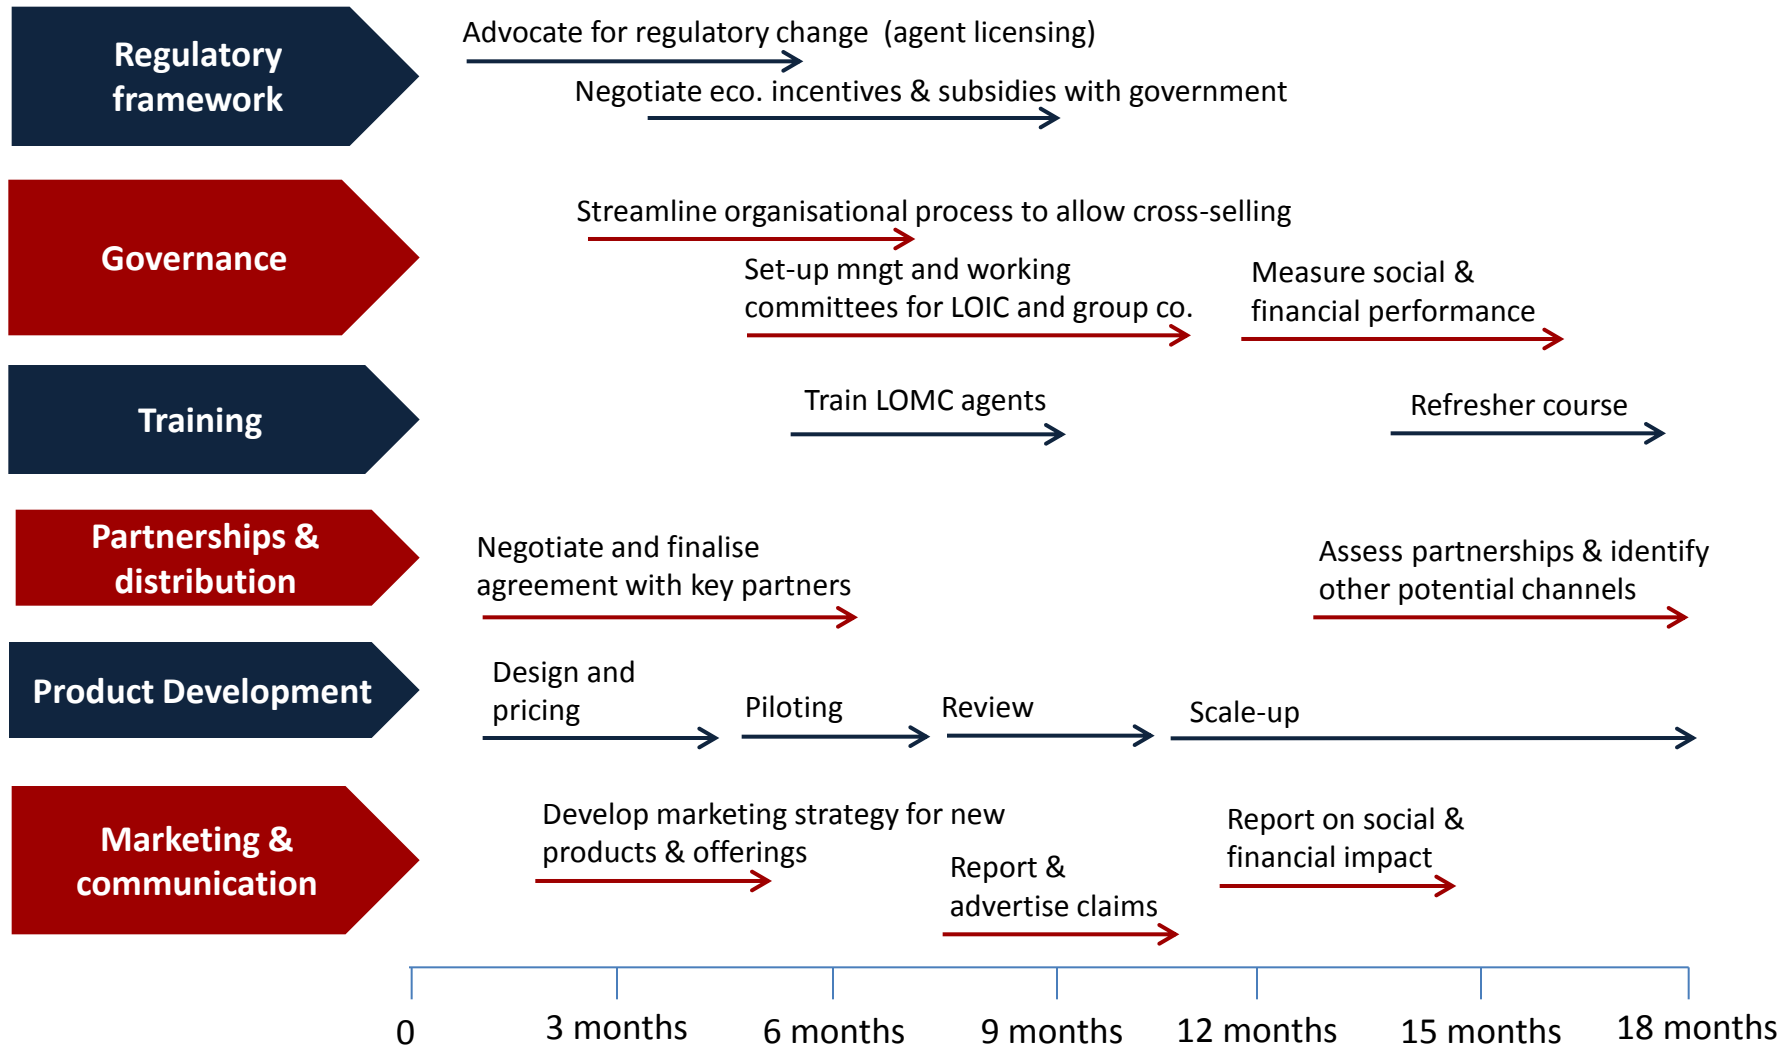 Regulatory
framework
Advocate for regulatory change  (agent licensing)
Negotiate eco. incentives & subsidies with government
Governance
Streamline organisational process to allow cross-selling
Set-up mngt and working
committees for LOIC and group co.
Measure social &
financial performance
Training
Train LOMC agents
Refresher course
Partnerships &
distribution
Negotiate and finalise
agreement with key partners
Assess partnerships & identify
other potential channels
Product Development
Design and
pricing
Piloting
Review
Scale-up
Marketing &
communication
Develop marketing strategy for new
products & offerings
Report &
advertise claims
Report on social &
financial impact
0
3 months
6 months
9 months
12 months
15 months
18 months